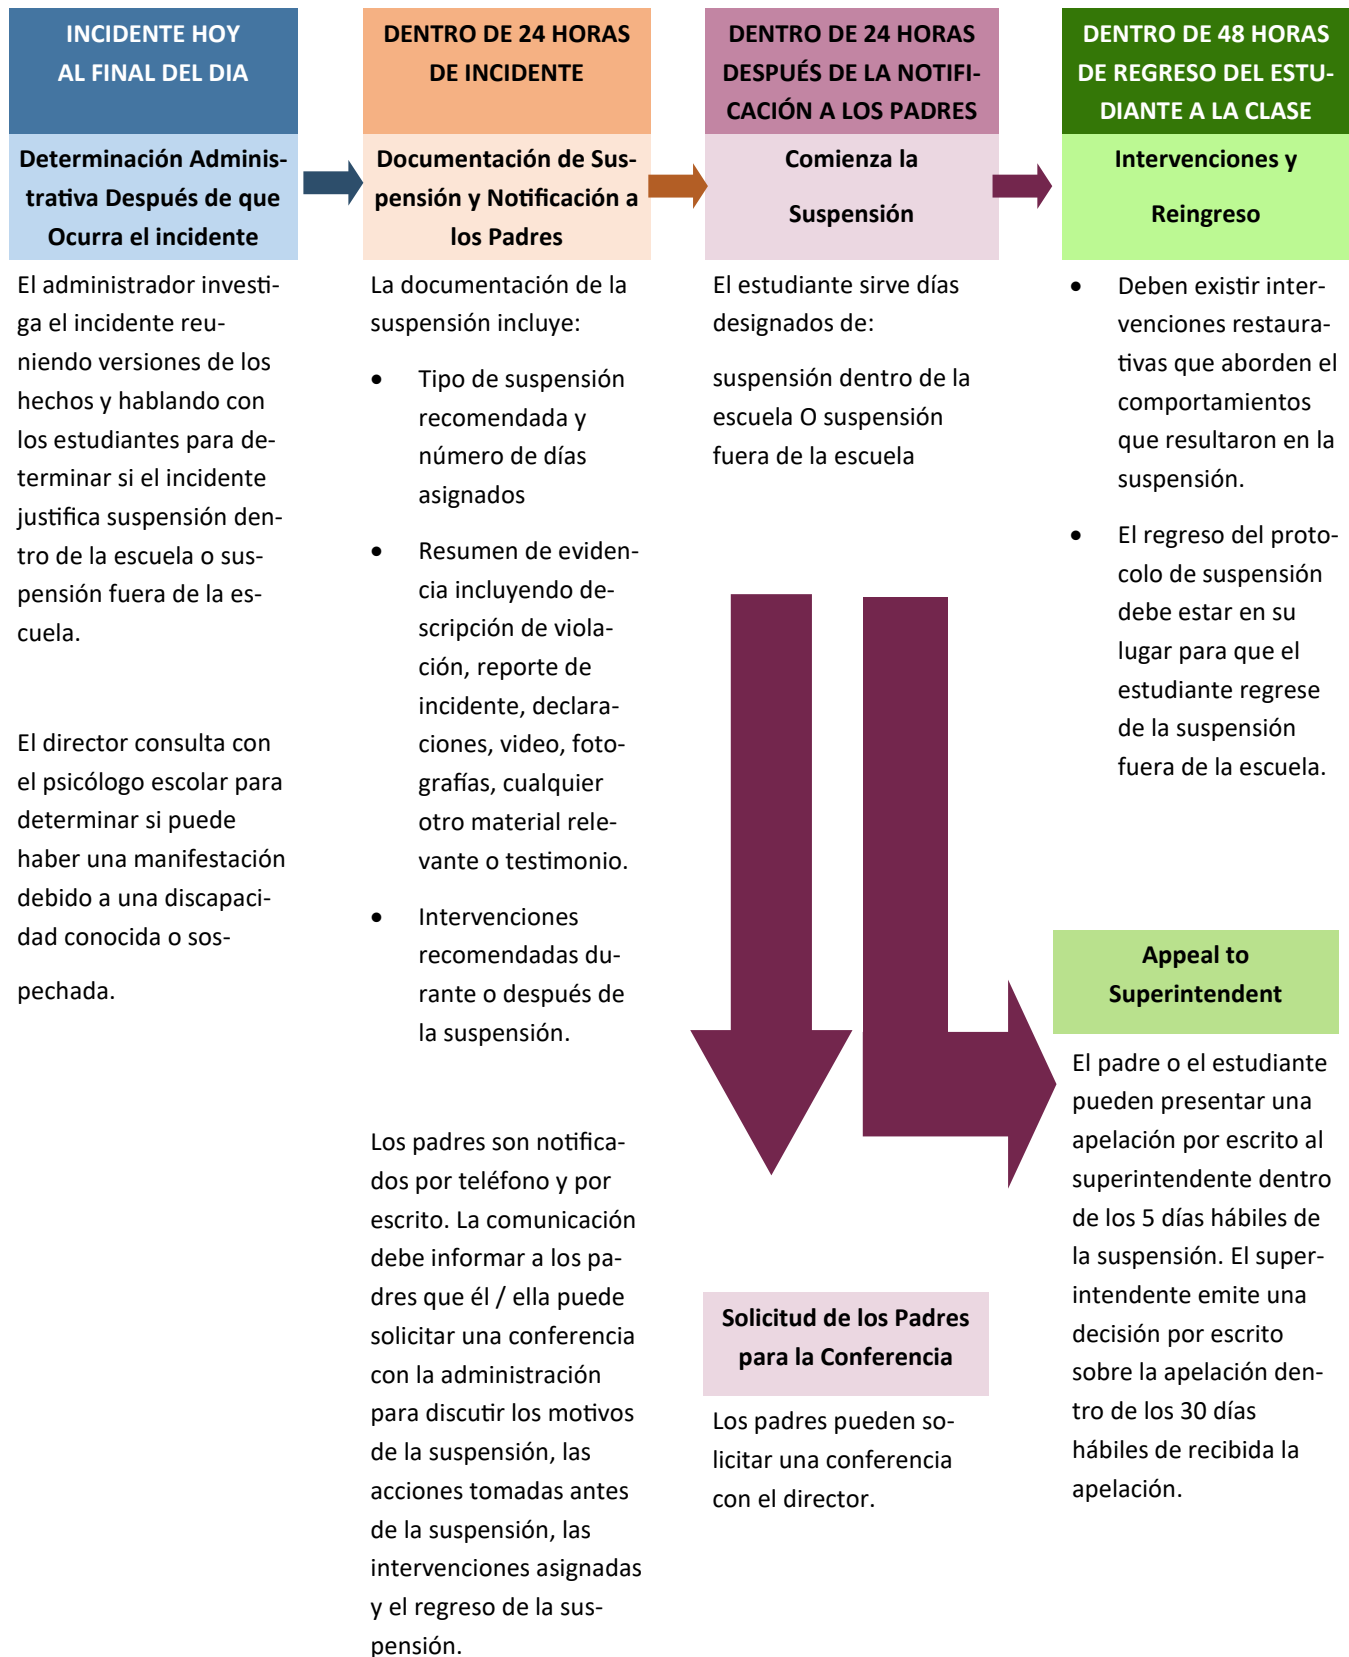 INCIDENTE HOY
AL FINAL DEL DIA
Determinación Adminis-
trativa Después de que
Ocurra el incidente
El administrador investi-
ga el incidente reu-
niendo versiones de los
hechos y hablando con
los estudiantes para de-
terminar si el incidente
justifica suspensión den-
tro de la escuela o sus-
pensión fuera de la es-
cuela.
El director consulta con
el psicólogo escolar para
determinar si puede
haber una manifestación
debido a una discapaci-
dad conocida o sos-
pechada.
DENTRO DE 24 HORAS
DE INCIDENTE
Documentación de Sus-
pensión y Notificación a
los Padres
La documentación de la
suspensión incluye:
• Tipo de suspensión
recomendada y
número de días
asignados
• Resumen de eviden-
cia incluyendo de-
scripción de viola-
ción, reporte de
incidente, declara-
ciones, video, foto-
grafías, cualquier
otro material rele-
vante o testimonio.
• Intervenciones
recomendadas du-
rante o después de
la suspensión.
Los padres son notifica-
dos por teléfono y por
escrito. La comunicación
debe informar a los pa-
dres que él / ella puede
solicitar una conferencia
con la administración
para discutir los motivos
de la suspensión, las
acciones tomadas antes
de la suspensión, las
intervenciones asignadas
y el regreso de la sus-
pensión.
DENTRO DE 24 HORAS
DESPUÉS DE LA NOTIFI-
CACIÓN A LOS PADRES
Comienza la
Suspensión
El estudiante sirve días
designados de:
suspensión dentro de la
escuela O suspensión
fuera de la escuela
Solicitud de los Padres
para la Conferencia
Los padres pueden so-
licitar una conferencia
con el director.
DENTRO DE 48 HORAS
DE REGRESO DEL ESTU-
DIANTE A LA CLASE
Intervenciones y
Reingreso
• Deben existir inter-
venciones restaura-
tivas que aborden el
comportamientos
que resultaron en la
suspensión.
• El regreso del proto-
colo de suspensión
debe estar en su
lugar para que el
estudiante regrese
de la suspensión
fuera de la escuela.
Appeal to
Superintendent
El padre o el estudiante
pueden presentar una
apelación por escrito al
superintendente dentro
de los 5 días hábiles de
la suspensión. El super-
intendente emite una
decisión por escrito
sobre la apelación den-
tro de los 30 días
hábiles de recibida la
apelación.